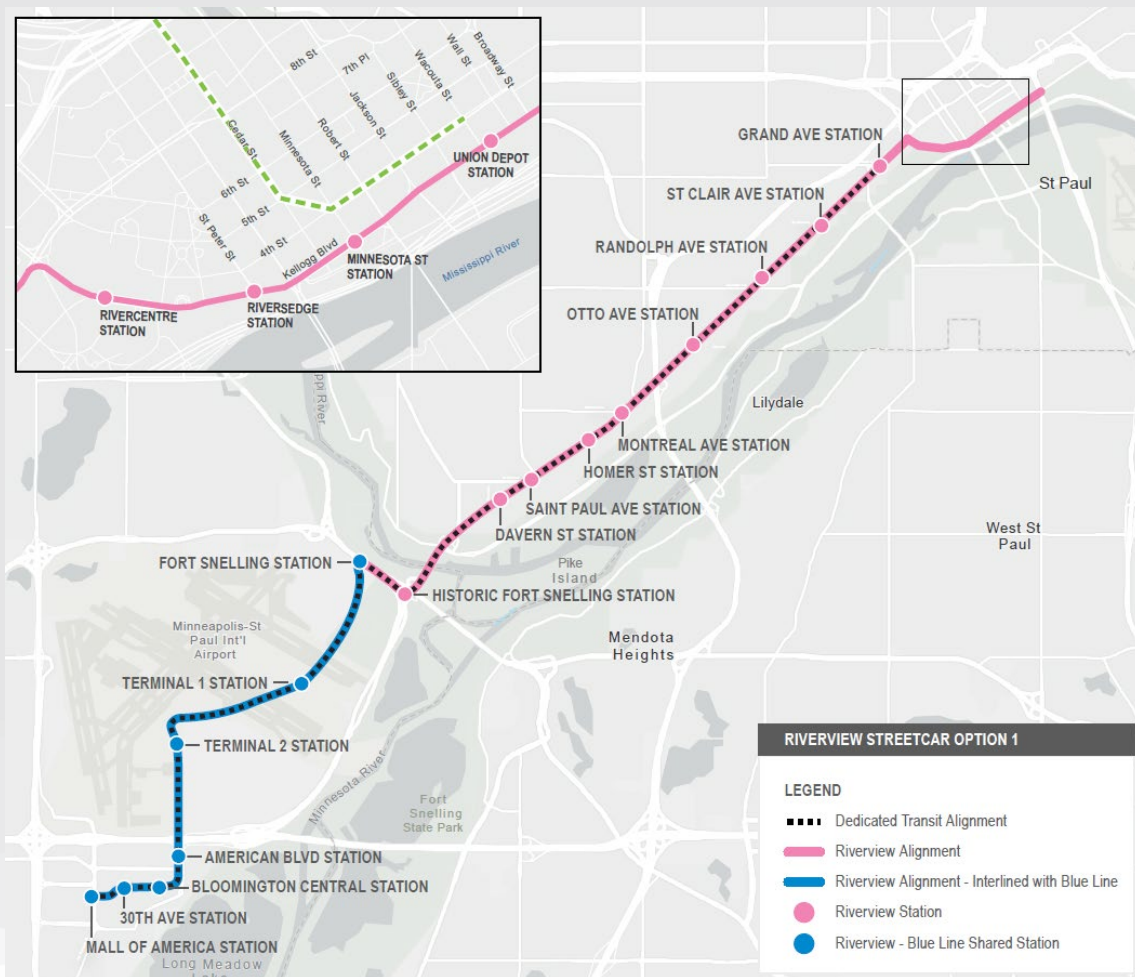 8th St
7th Pl
Broadway St
Wall St
Wacouta St
Sibley St
Jackson St
Robert St
Minnesota St
Cedar St
6th St
5th St
4th St
St Peter St
Kellogg Blvd
Mississippi River
UNION DEPOT
STATION
MINNESOTA ST
STATION
RIVERSEDGE
STATION
RIVERCENTRE
STATION
GRAND AVE STATION
St Paul
ST CLAIR AVE STATION
RANDOLPH AVE STATION
OTTO AVE STATION
ppi River
Lilydale
MONTREAL AVE STATION
HOMER ST STATION
SAINT PAUL AVE STATION
DAVERN ST STATION
West St
Paul
FORT SNELLING STATION
Pike
Island
HISTORIC FORT SNELLING STATION
Minneapolis-St
Paul Int'l
Airport
Mendota
Heights
TERMINAL 1 STATION
TERMINAL 2 STATION
Minnesota River
Fort
Snelling
State Park
AMERICAN BLVD STATION
BLOOMINGTON CENTRAL STATION
30TH AVE STATION
MALL OF AMERICA STATION
Long Meadow
Lake
RIVERVIEW STREETCAR OPTION 1
LEGEND
Dedicated Transit Alignment
Riverview Alignment
Riverview Alignment - Interlined with Blue Line
Riverview Station
Riverview - Blue Line Shared Station